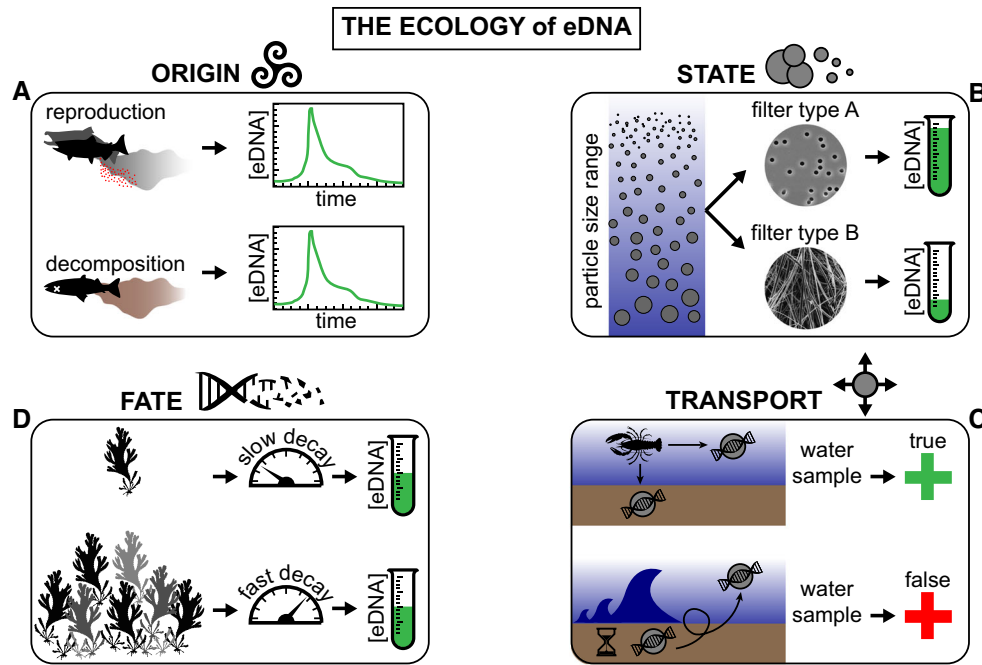 THE ECOLOGY of eDNA
ORIGIN
A
reproduction
[eDNA]
time
decomposition
[eDNA]
time
STATE
B
particle size range
filter type A
[eDNA]
filter type B
[eDNA]
FATE
D
slow decay
[eDNA]
fast decay
[eDNA]
TRANSPORT
C
water
sample
true
water
sample
false